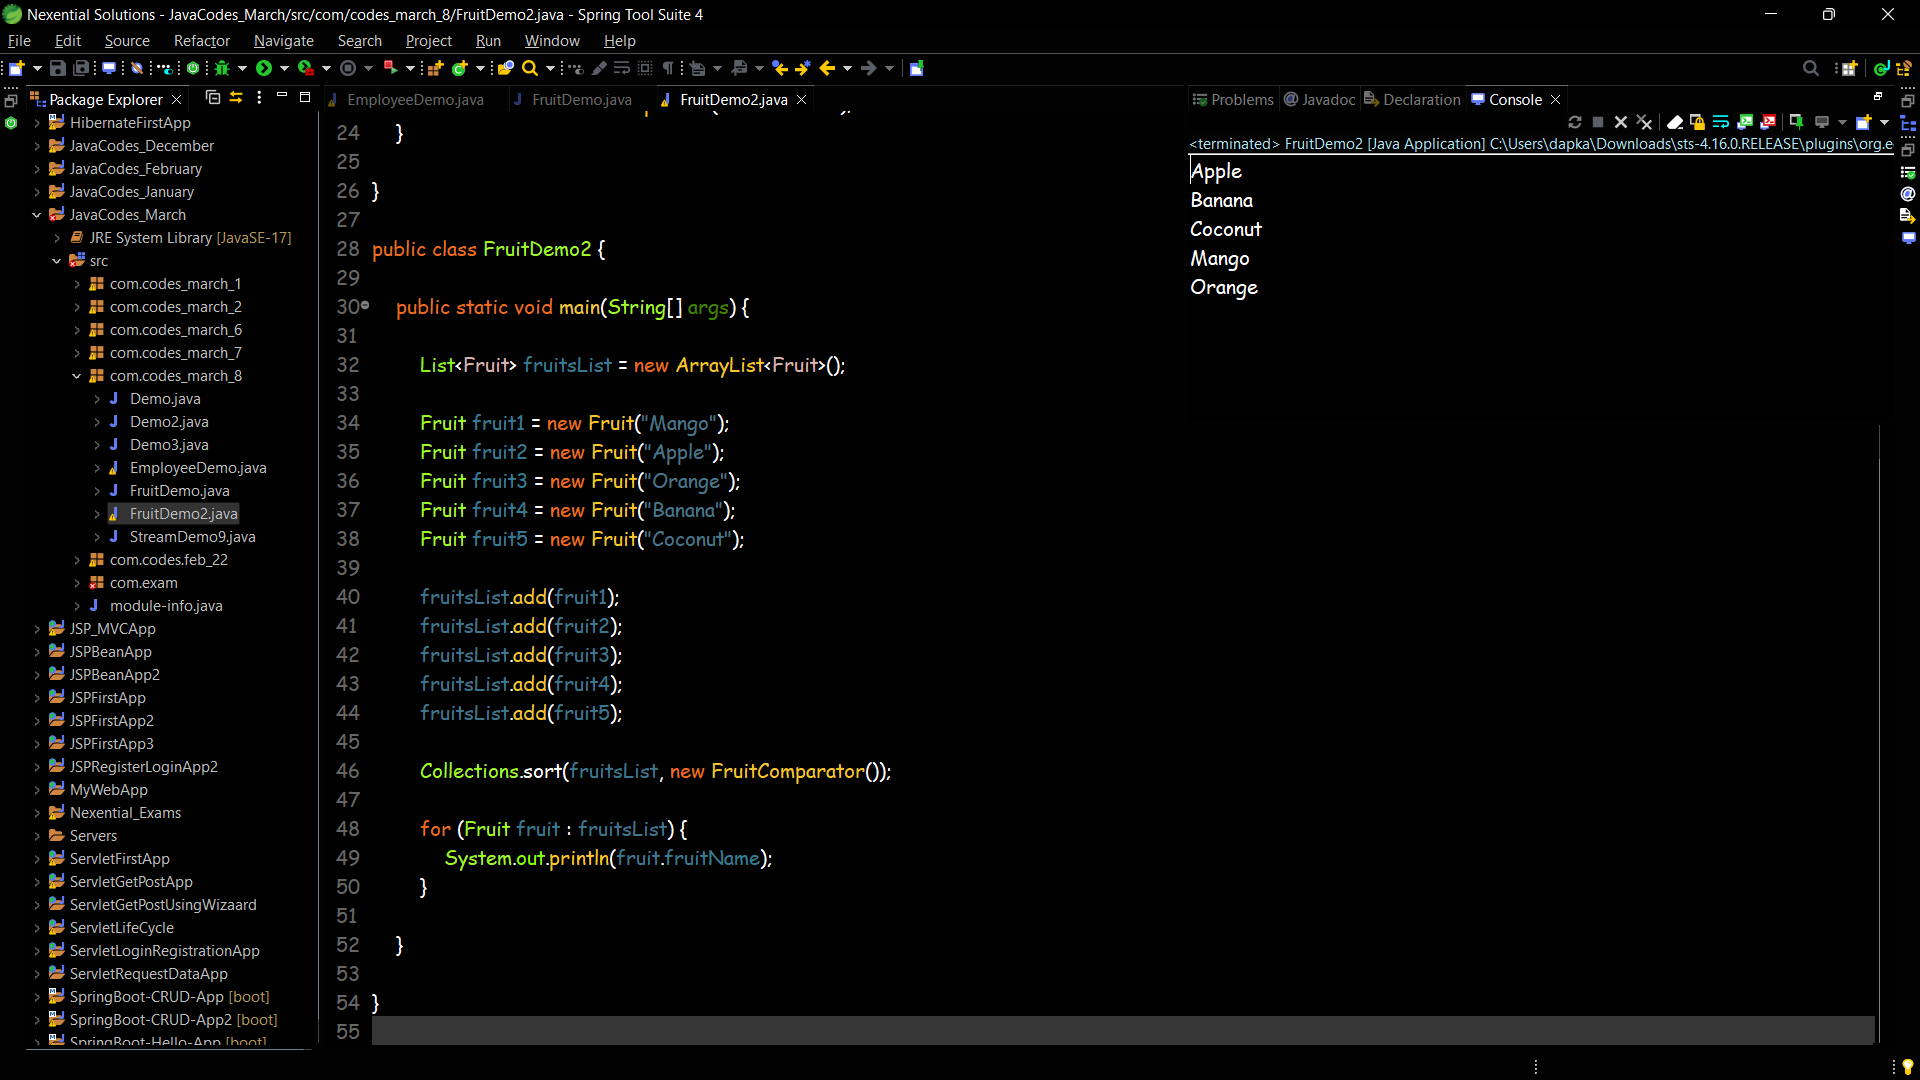 Nexential Solutions - JavaCodes_March/src/com/codes_march_8/FruitDemo2.java - Spring Tool Suite 4
File Edit Source Refactor Navigate Search Project Run Window Help
Package Explorer
HibernateFirstApp
JavaCodes_December
JavaCodes_February
JavaCodes_January
JavaCodes_March
JRE System Library [JavaSE-17]
src
com.codes_march_1
com.codes_march_2
com.codes_march_6
com.codes_march_7
com.codes_march_8
Demo.java
Demo2.java
Demo3.java
EmployeeDemo.java
FruitDemo.java
FruitDemo2.java
StreamDemo9.java
com.codes.feb_22
com.exam
module-info.java
JSP_MVCApp
JSPBeanApp
JSPBeanApp2
JSPFirstApp
JSPFirstApp2
JSPFirstApp3
JSPRegisterLoginApp2
MyWebApp
Nexential_Exams
Servers
ServletFirstApp
ServletGetPostApp
ServletGetPostUsingWizaard
ServletLifeCycle
ServletLoginRegistrationApp
ServletRequestDataApp
SpringBoot-CRUD-App [boot]
SpringBoot-CRUD-App2 [boot]
SpringBoot-Hello-App [boot]
EmployeeDemo.java FruitDemo.java FruitDemo2.java
24 }
25
26 }
27
28 public class FruitDemo2 {
29
30 public static void main(String[] args) {
31
32 List<Fruit> fruitsList = new ArrayList<Fruit>();
33
34 Fruit fruit1 = new Fruit("Mango");
35 Fruit fruit2 = new Fruit("Apple");
36 Fruit fruit3 = new Fruit("Orange");
37 Fruit fruit4 = new Fruit("Banana");
38 Fruit fruit5 = new Fruit("Coconut");
39
40 fruitsList.add(fruit1);
41 fruitsList.add(fruit2);
42 fruitsList.add(fruit3);
43 fruitsList.add(fruit4);
44 fruitsList.add(fruit5);
45
46 Collections.sort(fruitsList, new FruitComparator());
47
48 for (Fruit fruit : fruitsList) {
49 System.out.println(fruit.fruitName);
50 }
51
52 }
53
54 }
55
Problems Javadoc Declaration Console
<terminated> FruitDemo2 [Java Application] C:\Users\dapka\Downloads\sts-4.16.0.RELEASE\plugins\org.e
Apple
Banana
Coconut
Mango
Orange